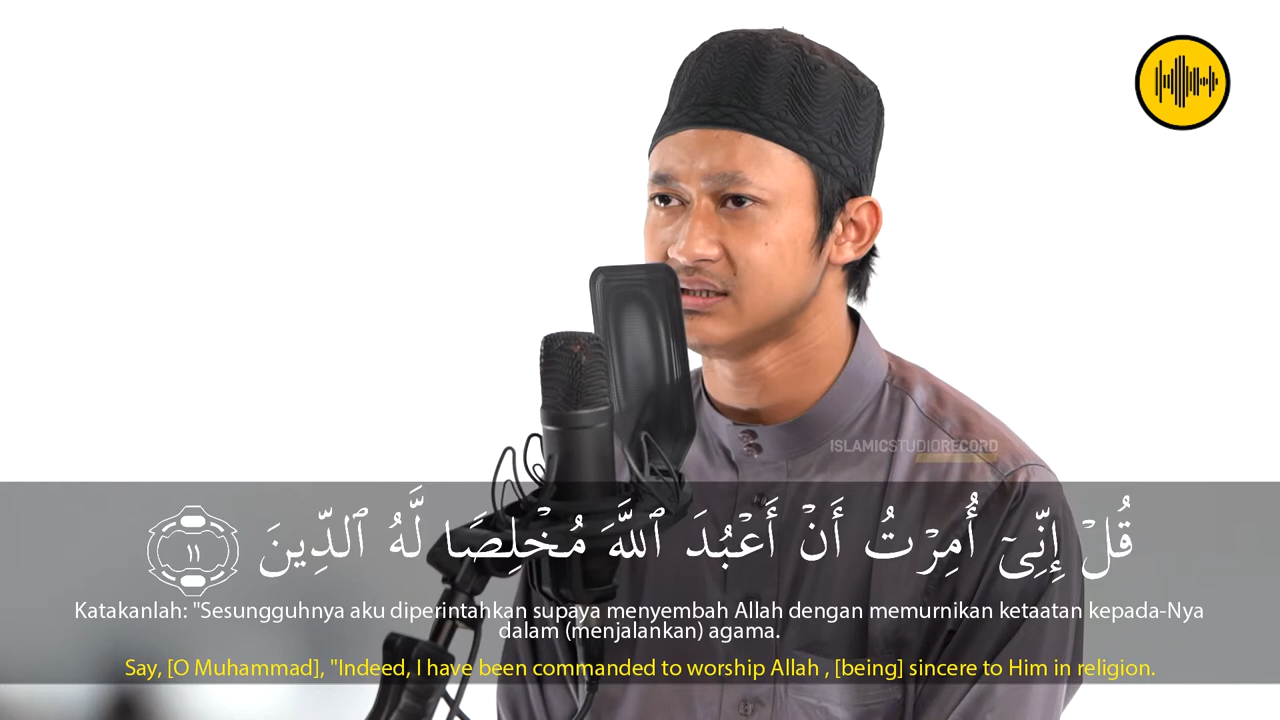 ISLAMICSTUDIORECORD
قُلْ إِنِّىٓ أُمِرْتُ أَنْ أَعْبُدَ ٱللَّهَ مُخْلِصًا لَّهُ ٱلدِّينَ ١١
Katakanlah: "Sesungguhnya aku diperintahkan supaya menyembah Allah dengan memurnikan ketaatan kepada-Nya
dalam (menjalankan) agama.
Say, [O Muhammad], "Indeed, I have been commanded to worship Allah , [being] sincere to Him in religion.